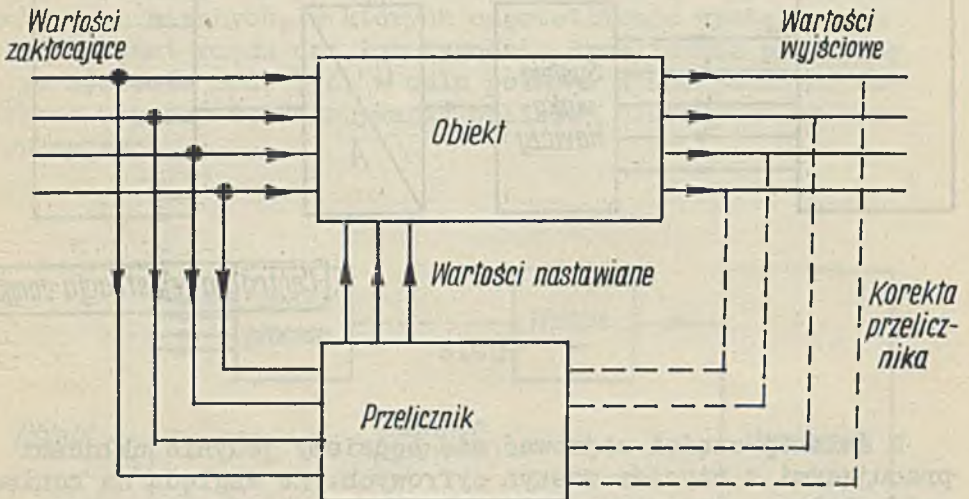 Wartości
zakłócające
Wartości
wyjściowe
Obiekt
Wartości nastawiane
Korekta
przelicz-
nika
Przelicznik